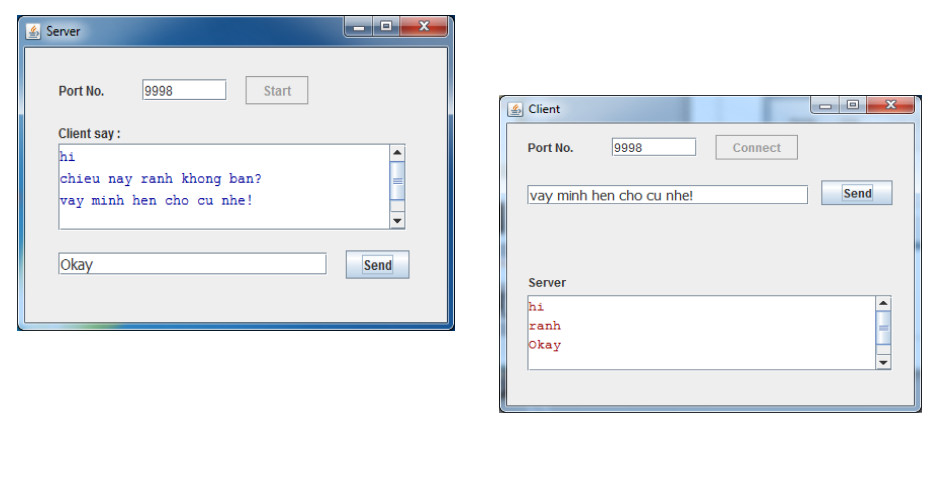 Server
Port No. 9998 Start
Client say :
hi
chieu nay ranh khong ban?
vay minh hen cho cu nhe!
Okay Send
Client
Port No. 9998 Connect
vay minh hen cho cu nhe! Send
Server
hi
ranh
Okay